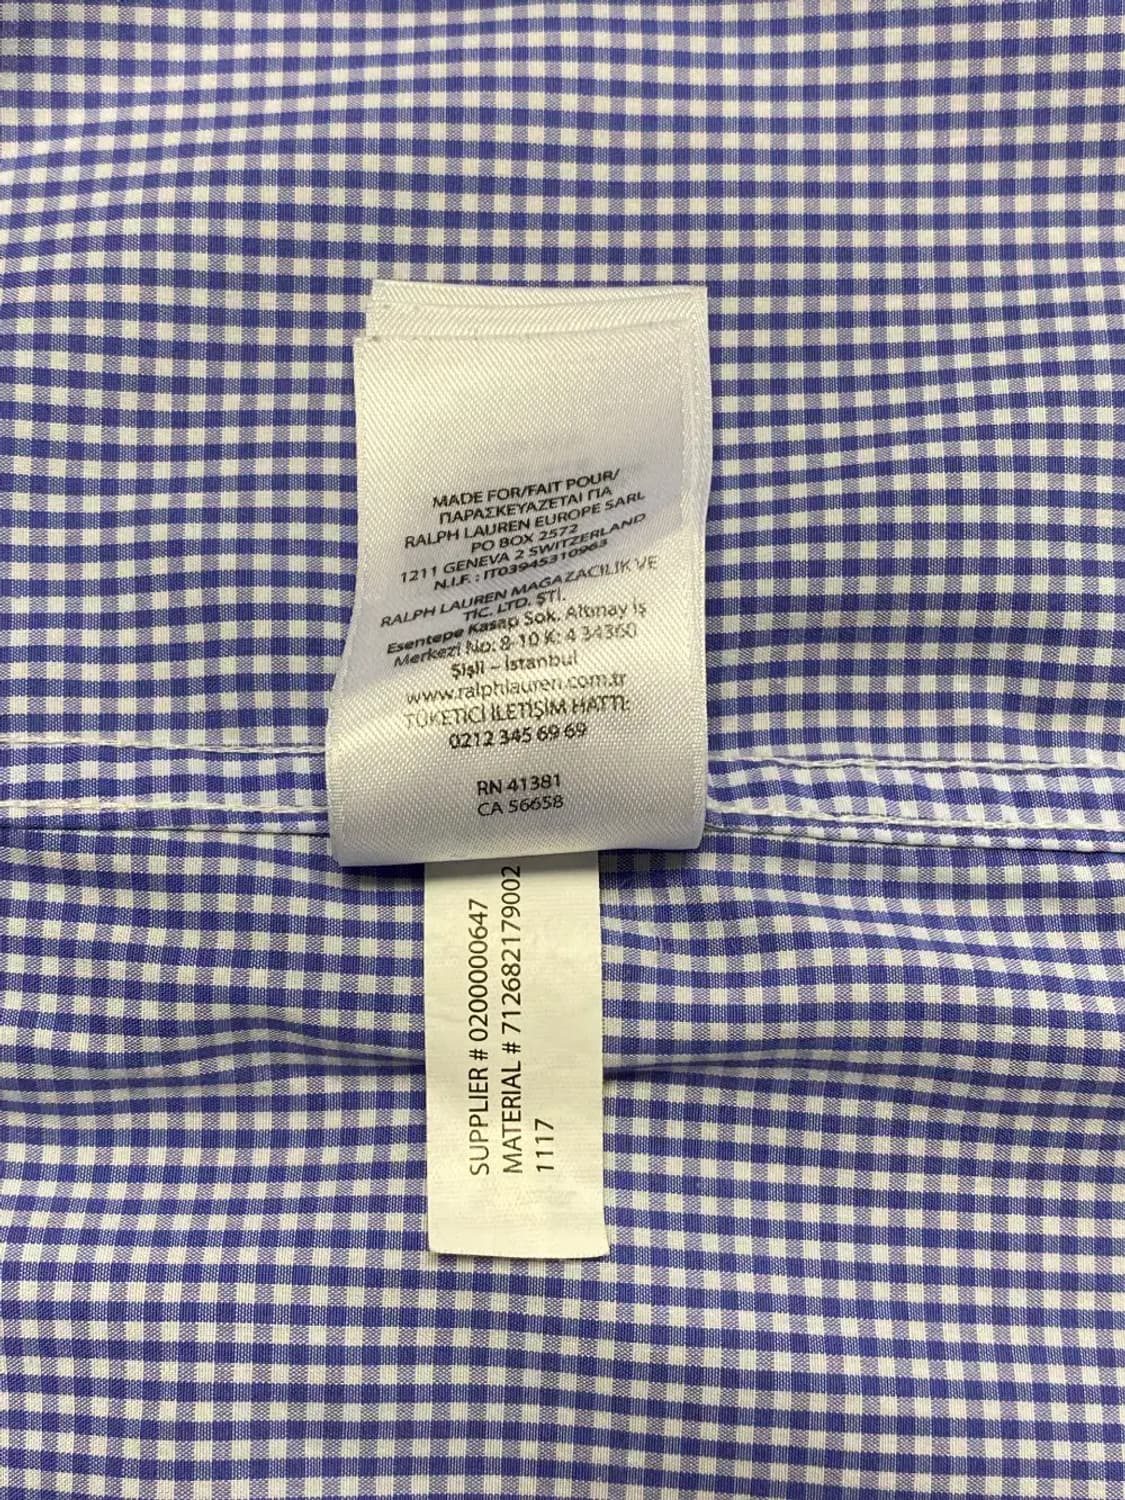 MADE FOR/FAIT POUR/
ΠΑΡΑΣΚΕΥΑΖΕΤΑΙ ΓΙΑ
RALPH LAUREN EUROPE SARL
PO BOX 2572
1211 GENEVA 2 SWITZERLAND
N.I.F. : IT03945310963
RALPH LAUREN MAGAZACILIK VE
TİC. LTD. ŞTİ.
Esentepe Kasap Sok. Altınay İş
Merkezi No: 8-10 K: 4 34360
Şişli – İstanbul
www.ralphlauren.com.tr
TÜKETİCİ İLETİŞİM HATTI:
0212 345 69 69
RN 41381
CA 56658
SUPPLIER # 0200000647
MATERIAL # 712682179002
1117